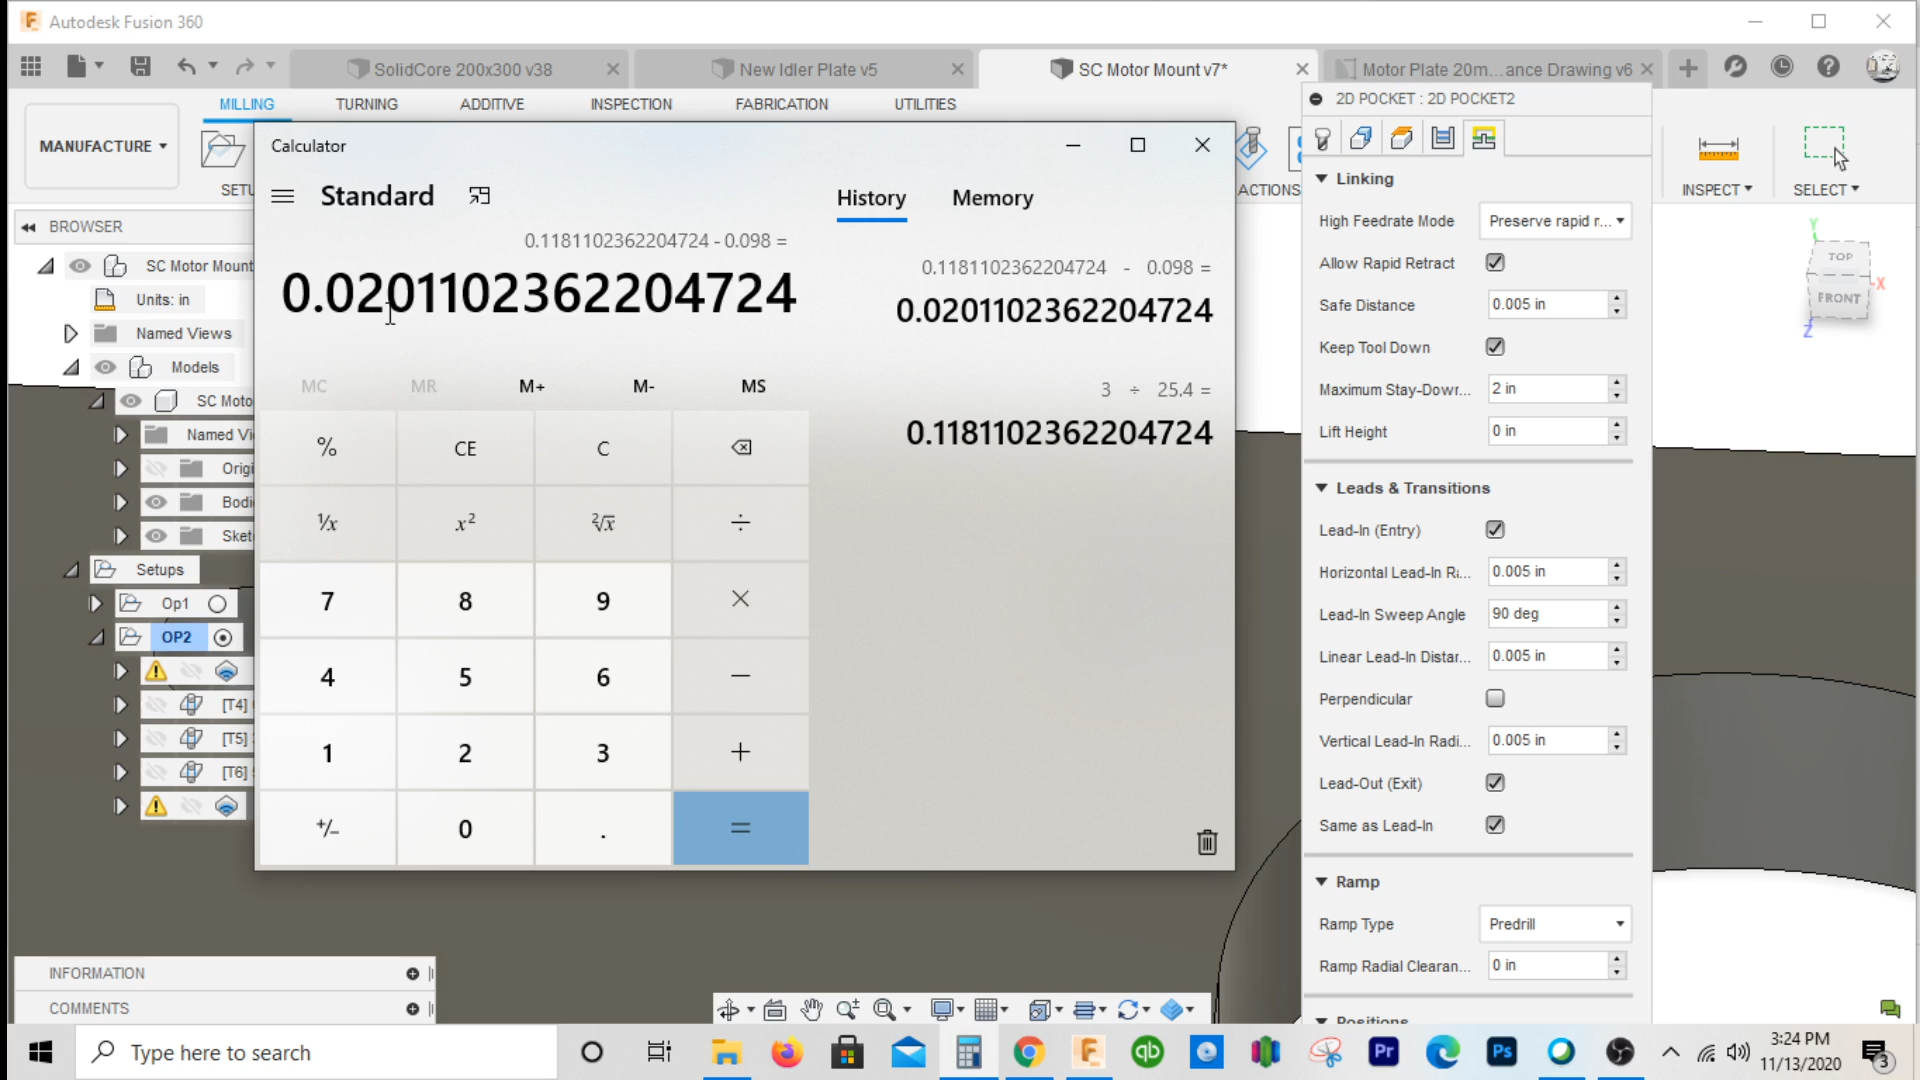 Autodesk Fusion 360
SolidCore 200x300 v38
New Idler Plate v5
SC Motor Mount v7*
Motor Plate 20m...ance Drawing v6
MILLING
TURNING
ADDITIVE
INSPECTION
FABRICATION
UTILITIES
MANUFACTURE
SETU
ACTIONS
INSPECT
SELECT
BROWSER
SC Motor Mount
Units: in
Named Views
Models
SC Moto
Named Vi
Origi
Bodi
Sket
Setups
Op1
OP2
[T4]
[T5]
[T6]
Calculator
Standard
0.1181102362204724 - 0.098 =
0.0201102362204724
MC
MR
M+
M-
MS
%
CE
C
1/x
x²
²√x
÷
7
8
9
×
4
5
6
−
1
2
3
+
+/−
0
.
=
History
Memory
0.1181102362204724 - 0.098 =
0.0201102362204724
3 ÷ 25.4 =
0.1181102362204724
2D POCKET : 2D POCKET2
Linking
High Feedrate Mode Preserve rapid r...
Allow Rapid Retract
Safe Distance 0.005 in
Keep Tool Down
Maximum Stay-Dowr... 2 in
Lift Height 0 in
Leads & Transitions
Lead-In (Entry)
Horizontal Lead-In R... 0.005 in
Lead-In Sweep Angle 90 deg
Linear Lead-In Distar... 0.005 in
Perpendicular
Vertical Lead-In Radi... 0.005 in
Lead-Out (Exit)
Same as Lead-In
Ramp
Ramp Type Predrill
Ramp Radial Clearan... 0 in
Positions
Y
TOP
FRONT
X
Z
INFORMATION
COMMENTS
Type here to search
qb
Pr
Ps
3:24 PM
11/13/2020
3